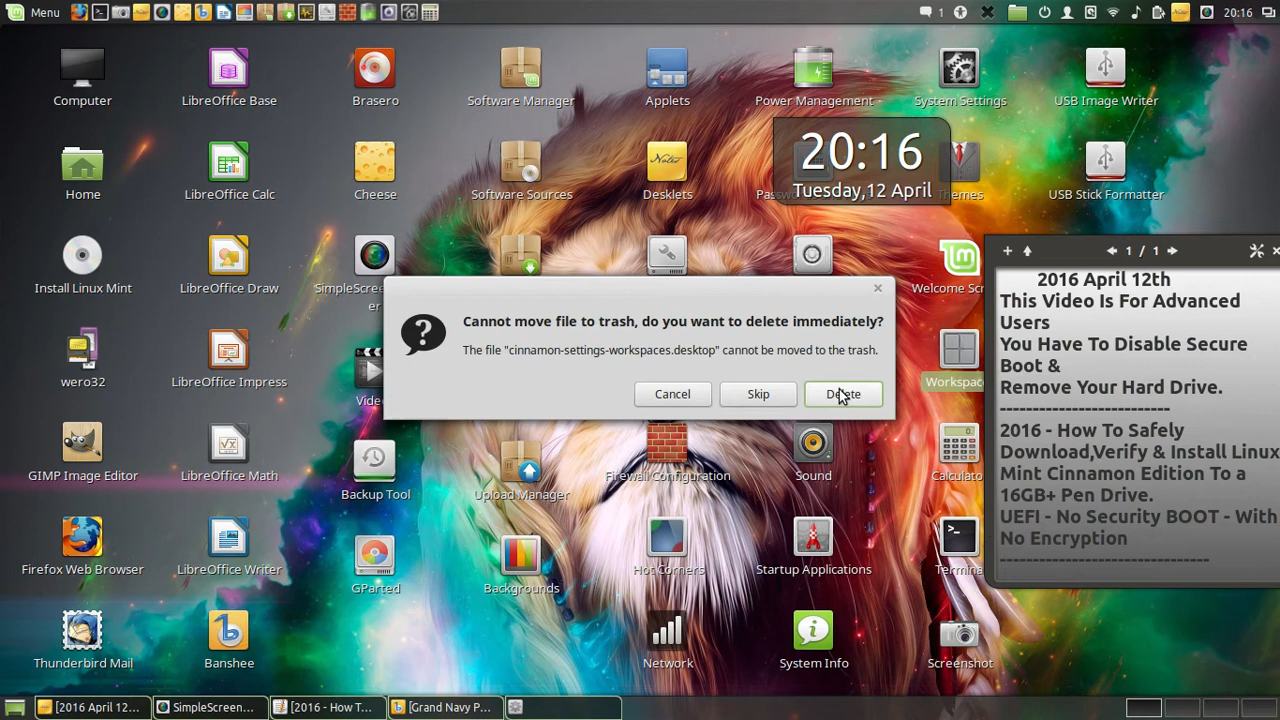 Menu
1
20:16
Computer
LibreOffice Base
Brasero
Software Manager
Applets
Power Management
System Settings
USB Image Writer
Home
LibreOffice Calc
Cheese
Software Sources
Notes
Desklets
20:16
Tuesday,12 April
Themes
USB Stick Formatter
Install Linux Mint
LibreOffice Draw
SimpleScree
er
Welcome Scr
1 / 1
2016 April 12th
This Video Is For Advanced
Users
You Have To Disable Secure
Boot &
Remove Your Hard Drive.
-------------------------
2016 - How To Safely
Download,Verify & Install Linux
Mint Cinnamon Edition To a
16GB+ Pen Drive.
UEFI - No Security BOOT - With
No Encryption
-------------------------------
Cannot move file to trash, do you want to delete immediately?
The file "cinnamon-settings-workspaces.desktop" cannot be moved to the trash.
Cancel
Skip
Delete
wero32
LibreOffice Impress
Vide
Workspac
GIMP Image Editor
LibreOffice Math
Backup Tool
Upload Manager
Firewall Configuration
Sound
Calculato
Firefox Web Browser
LibreOffice Writer
GParted
Backgrounds
Hot Corners
Startup Applications
Termina
Thunderbird Mail
Banshee
Network
System Info
Screenshot
[2016 April 12...
SimpleScreen...
[2016 - How T...
[Grand Navy P...